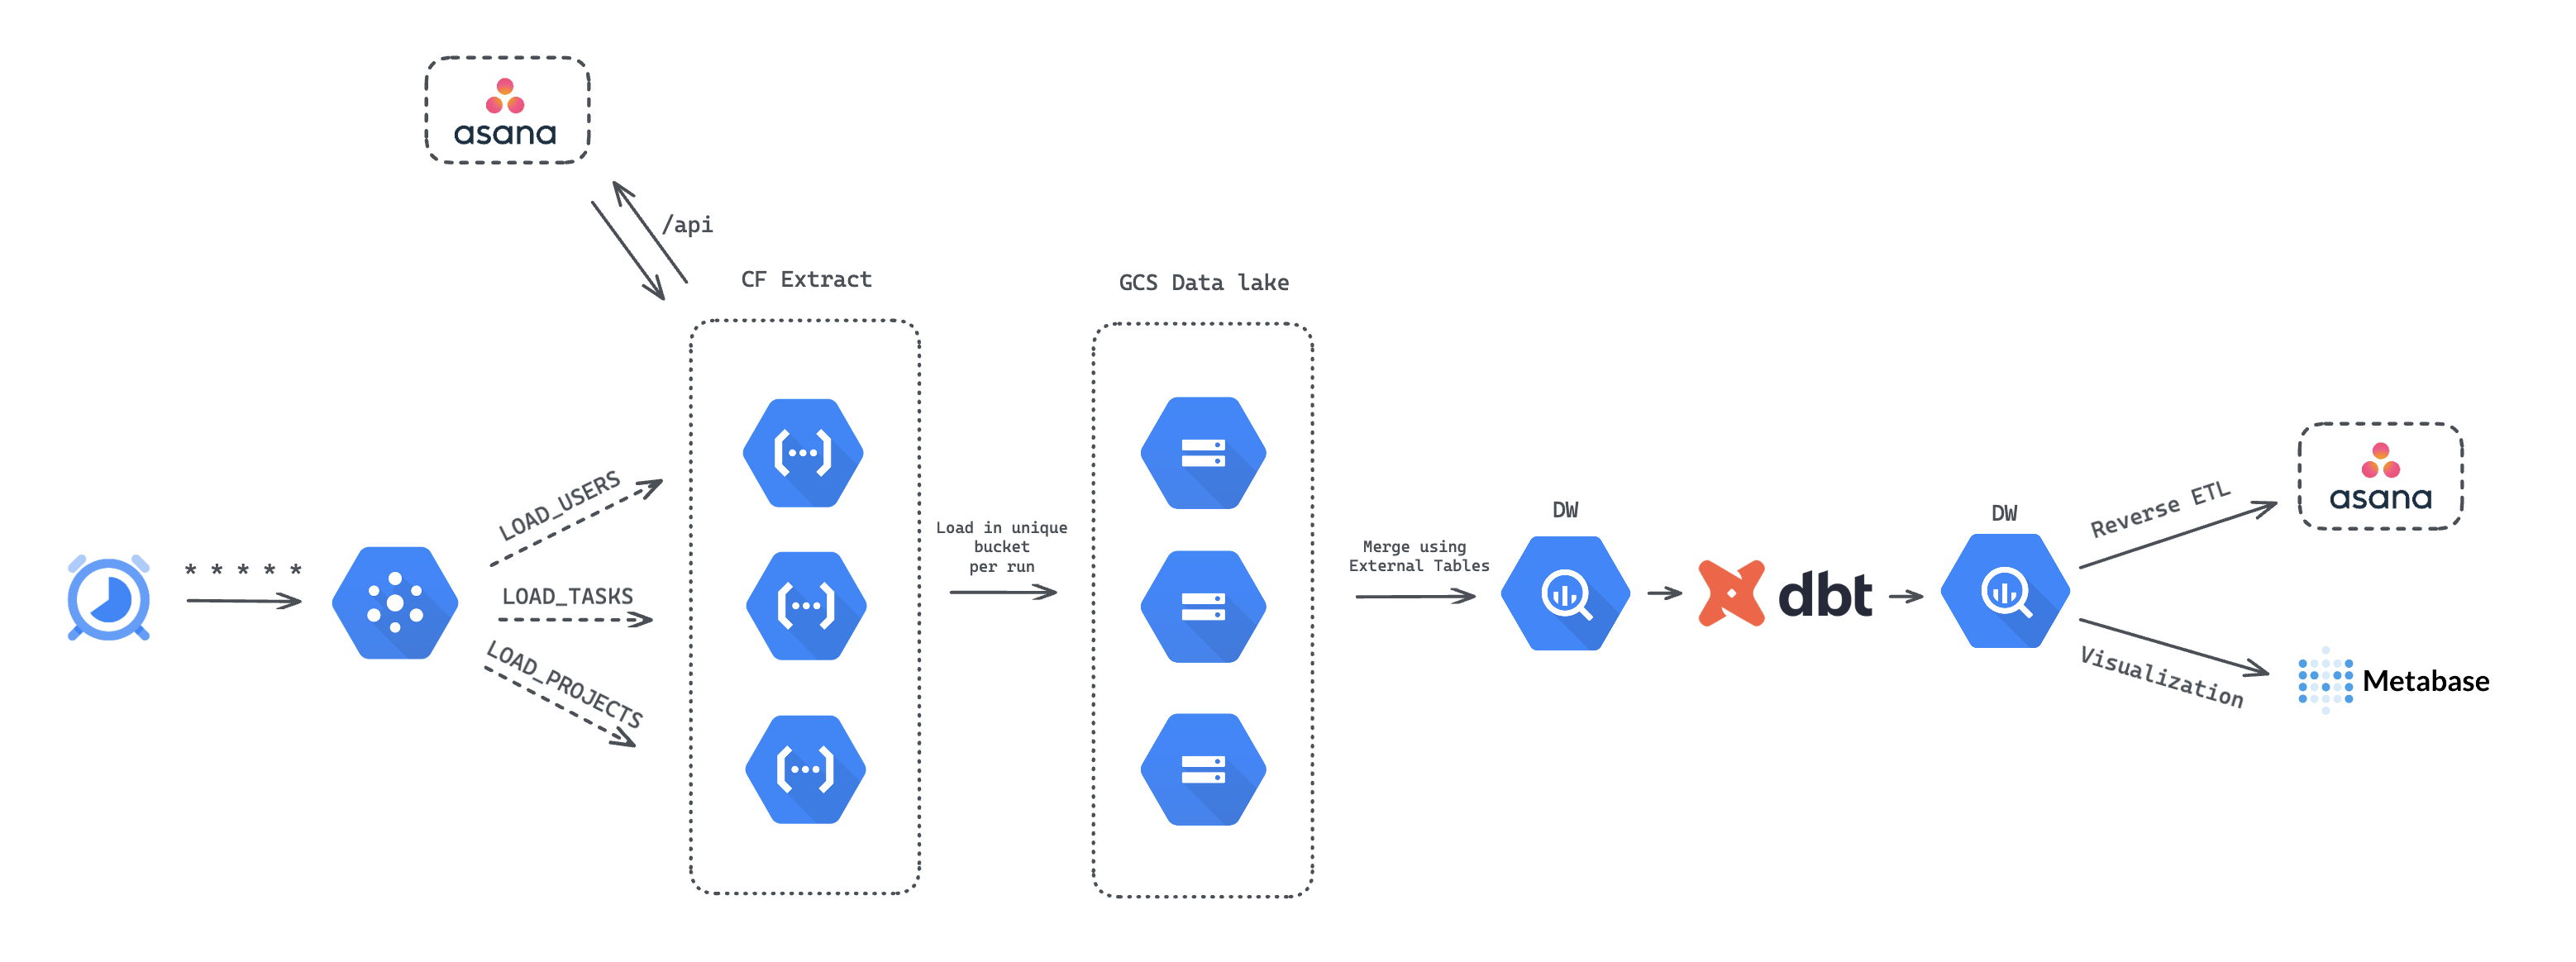 asana
/api
CF Extract
GCS Data lake
* * * * *
LOAD_USERS
LOAD_TASKS
LOAD_PROJECTS
Load in unique
bucket
per run
Merge using
External Tables
DW
dbt
DW
Reverse ETL
asana
Visualization
Metabase